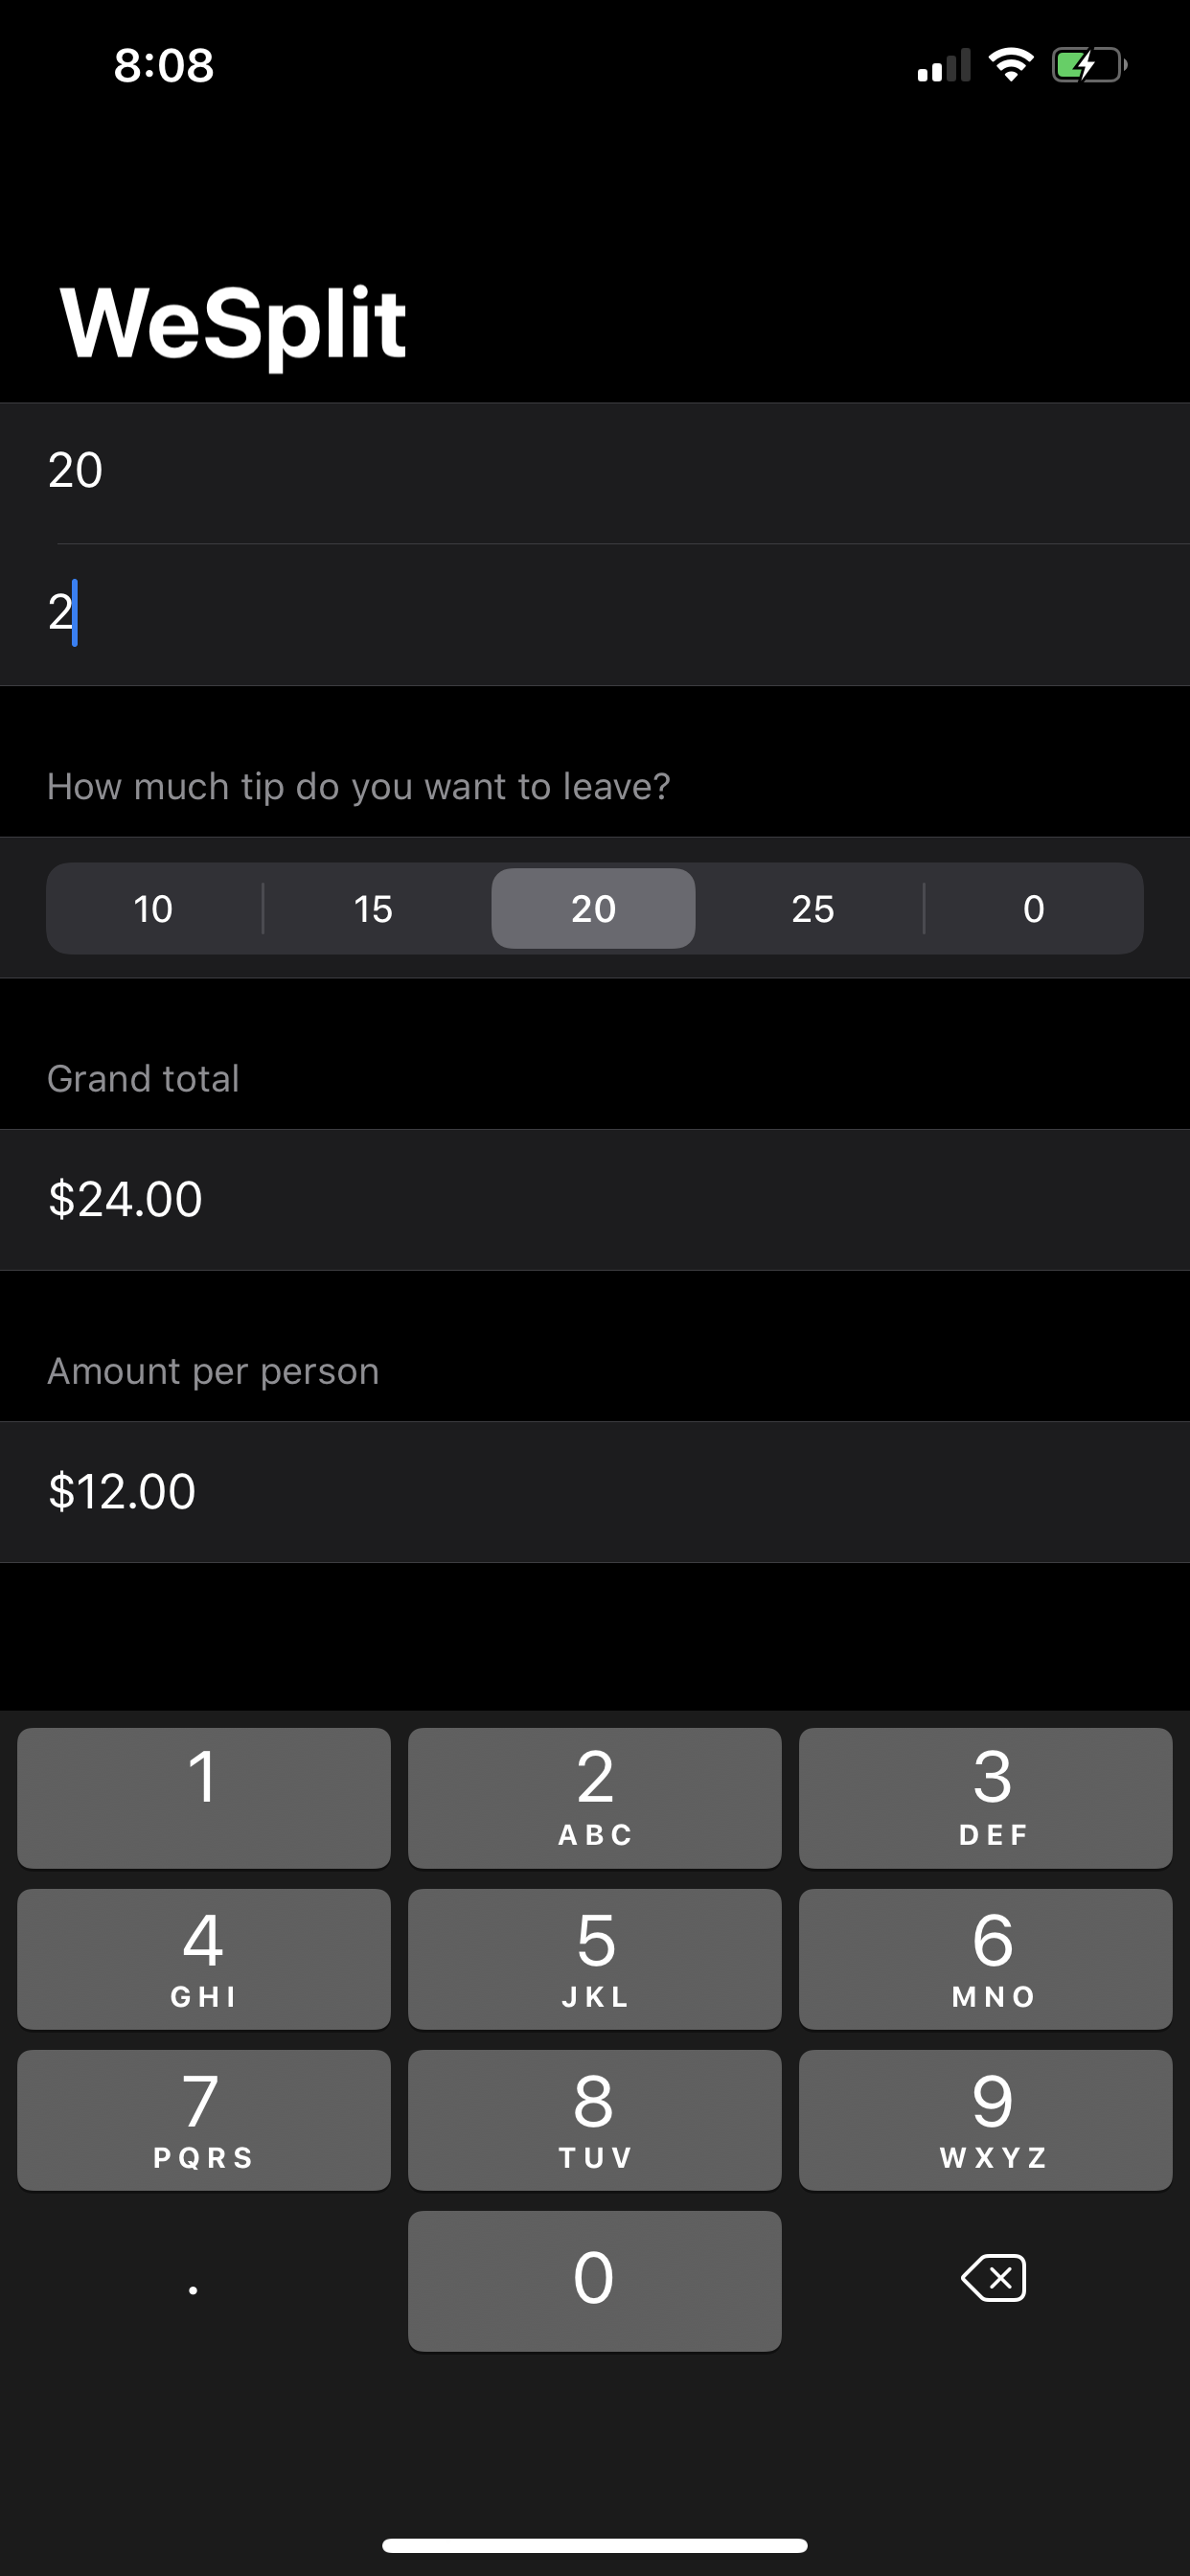 8:08
WeSplit
20
2
How much tip do you want to leave?
10 15 20 25 0
Grand total
$24.00
Amount per person
$12.00
1 2 3
ABC DEF
4 5 6
GHI JKL MNO
7 8 9
PQRS TUV WXYZ
. 0